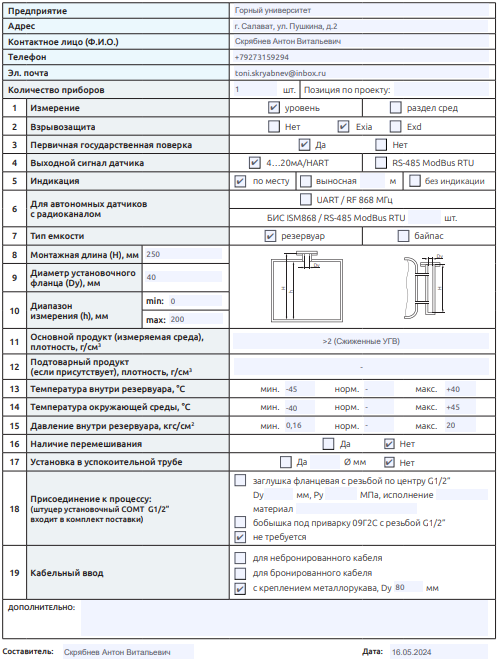 Предприятие Горный университет
Адрес г. Салават, ул. Пушкина, д.2
Контактное лицо (Ф.И.О.) Скрябнев Антон Витальевич
Телефон +79273159294
Эл. почта toni.skryabnev@inbox.ru
Количество приборов 1 шт. Позиция по проекту:
1 Измерение ✔ уровень раздел сред
2 Взрывозащита Нет ✔ Exia Exd
3 Первичная государственная поверка ✔ Да Нет
4 Выходной сигнал датчика ✔ 4...20мА/HART RS-485 ModBus RTU
5 Индикация ✔ по месту выносная м без индикации
6 Для автономных датчиков с радиоканалом UART / RF 868 МГц
БИС ISM868 / RS-485 ModBus RTU шт.
7 Тип емкости ✔ резервуар байпас
8 Монтажная длина (H), мм 250
9 Диаметр установочного фланца (Dy), мм 40
10 Диапазон измерения (h), мм min: 0
max: 200
Dy
H
h
Dy
H
h
11 Основной продукт (измеряемая среда), плотность, г/см³ >2 (Сжиженные УГВ)
12 Подтоварный продукт (если присутствует), плотность, г/см³ -
13 Температура внутри резервуара, °С мин. -45 норм. - макс. +40
14 Температура окружающей среды, °С мин. -40 норм. - макс. +45
15 Давление внутри резервуара, кгс/см² мин. 0,16 норм. - макс. 20
16 Наличие перемешивания Да ✔ Нет
17 Установка в успокоительной трубе Да Ø мм ✔ Нет
18 Присоединение к процессу: (штуцер установочный СОМТ G1/2" входит в комплект поставки)
заглушка фланцевая с резьбой по центру G1/2"
Dy мм, Ру МПа, исполнение
материал
бобышка под приварку 09Г2С с резьбой G1/2"
✔ не требуется
19 Кабельный ввод для небронированного кабеля
для бронированного кабеля
✔ с креплением металлорукава, Dy 80 мм
ДОПОЛНИТЕЛЬНО:
Составитель: Скрябнев Антон Витальевич Дата: 16.05.2024